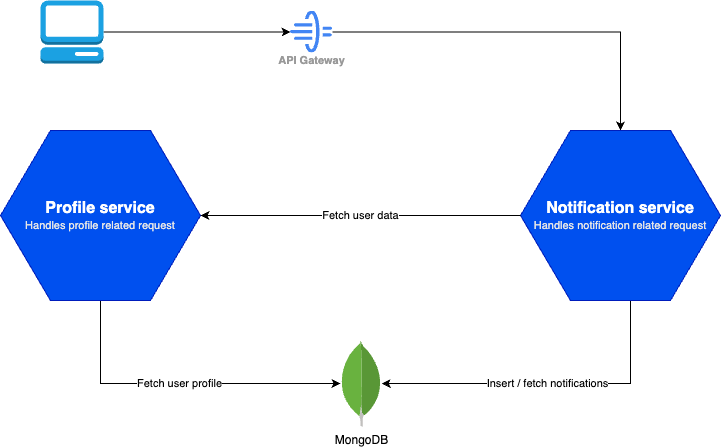 API Gateway
Profile service
Handles profile related request
Fetch user data
Notification service
Handles notification related request
Fetch user profile
Insert / fetch notifications
MongoDB